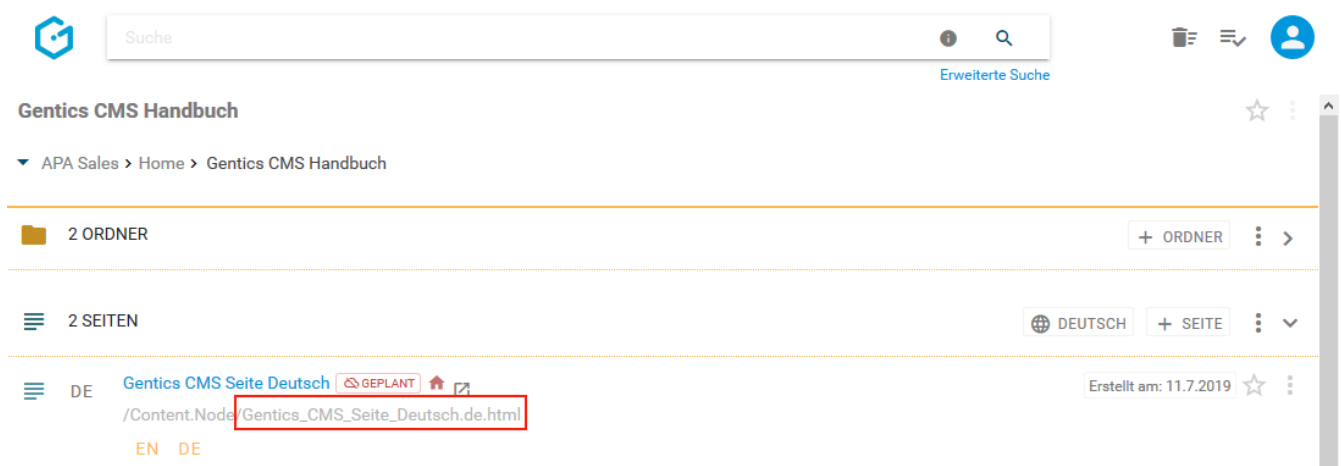 Suche
Erweiterte Suche
Gentics CMS Handbuch
APA Sales > Home > Gentics CMS Handbuch
2 ORDNER + ORDNER
2 SEITEN DEUTSCH + SEITE
DE Gentics CMS Seite Deutsch GEPLANT Erstellt am: 11.7.2019
/Content.Node/Gentics_CMS_Seite_Deutsch.de.html
EN DE